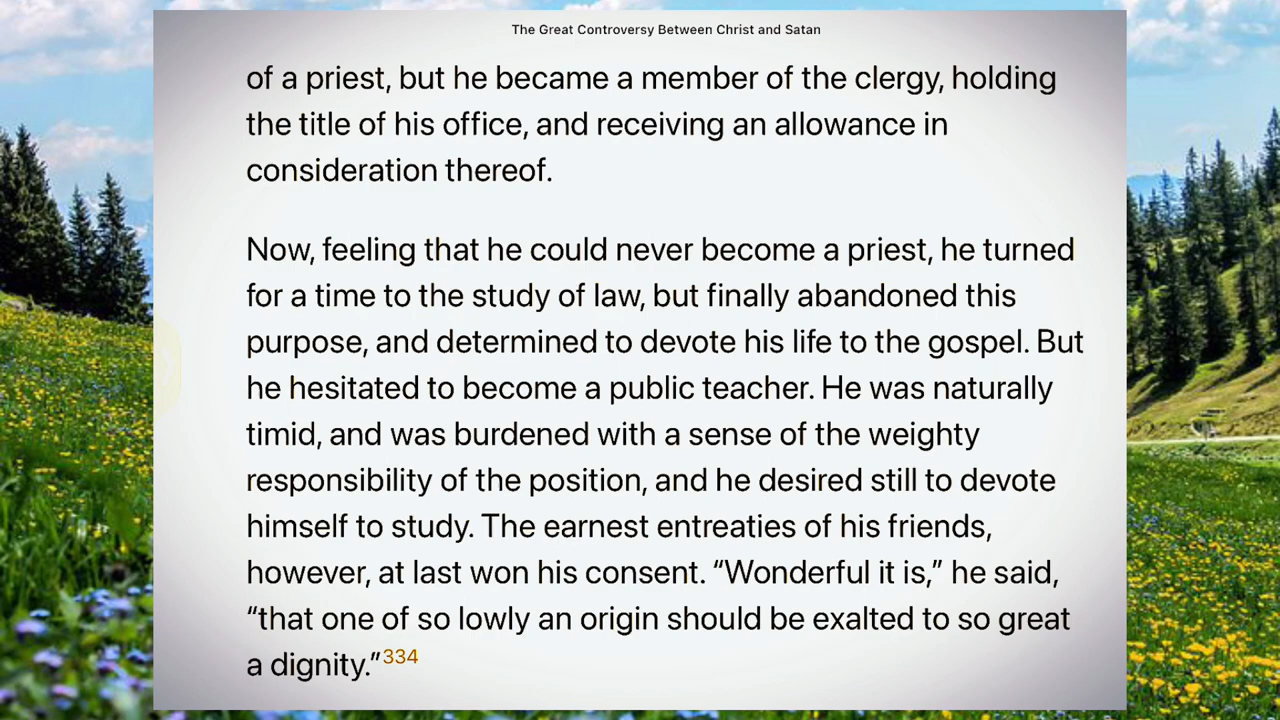 The Great Controversy Between Christ and Satan
of a priest, but he became a member of the clergy, holding
the title of his office, and receiving an allowance in
consideration thereof.
Now, feeling that he could never become a priest, he turned
for a time to the study of law, but finally abandoned this
purpose, and determined to devote his life to the gospel. But
he hesitated to become a public teacher. He was naturally
timid, and was burdened with a sense of the weighty
responsibility of the position, and he desired still to devote
himself to study. The earnest entreaties of his friends,
however, at last won his consent. “Wonderful it is,” he said,
“that one of so lowly an origin should be exalted to so great
a dignity.”334